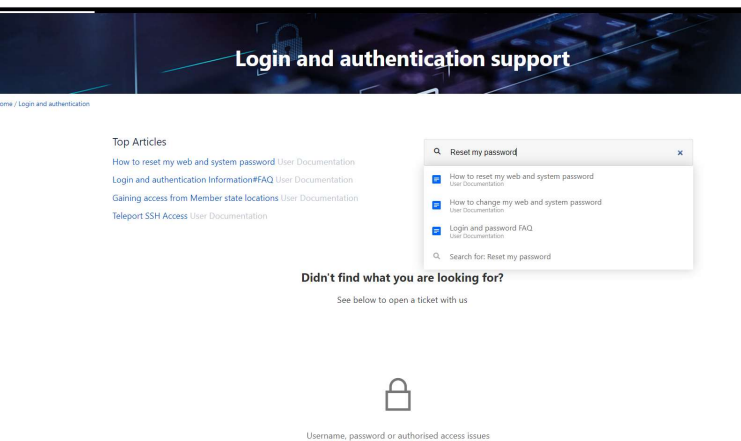 Login and authentication support
ome / Login and authentication
Top Articles
How to reset my web and system password User Documentation
Login and authentication Information#FAQ User Documentation
Gaining access from Member state locations User Documentation
Teleport SSH Access User Documentation
Reset my password
How to reset my web and system password
User Documentation
How to change my web and system password
User Documentation
Login and password FAQ
User Documentation
Search for: Reset my password
Didn't find what you are looking for?
See below to open a ticket with us
Username, password or authorised access issues